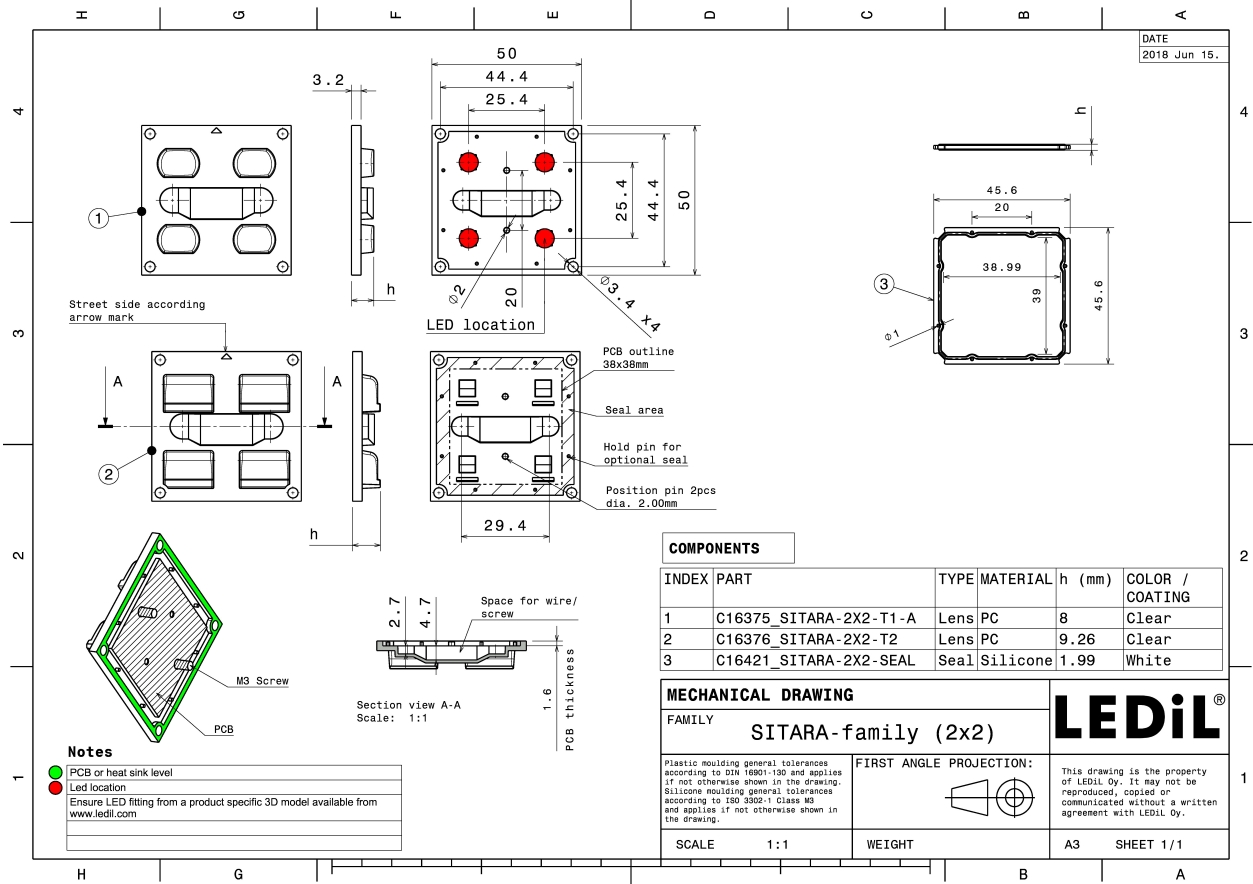 H G F E D C B A
DATE
2018 Jun 15.
4
4
50
44.4
25.4
3.2
25.4
44.4
50
1
h
⌀2
20
⌀3.4 x4
LED location
h
45.6
20
38.99
39
45.6
3
⌀1
3
3
Street side according
arrow mark
A
A
2
h
PCB outline
38x38mm
Seal area
Hold pin for
optional seal
Position pin 2pcs
dia. 2.00mm
29.4
2
2
M3 Screw
PCB
2.7
4.7
Space for wire/
screw
1.6
PCB thickness
Section view A-A
Scale: 1:1
COMPONENTS
INDEX PART TYPE MATERIAL h (mm) COLOR /
COATING
1 C16375_SITARA-2X2-T1-A Lens PC 8 Clear
2 C16376_SITARA-2X2-T2 Lens PC 9.26 Clear
3 C16421_SITARA-2X2-SEAL Seal Silicone 1.99 White
MECHANICAL DRAWING
FAMILY
SITARA-family (2x2)
LEDiL®
Plastic moulding general tolerances
according to DIN 16901-130 and applies
if not otherwise shown in the drawing.
Silicone moulding general tolerances
according to ISO 3302-1 Class M3
and applies if not otherwise shown in
the drawing.
FIRST ANGLE PROJECTION:
This drawing is the property
of LEDiL Oy. It may not be
reproduced, copied or
communicated without a written
agreement with LEDiL Oy.
SCALE 1:1 WEIGHT A3 SHEET 1/1
Notes
PCB or heat sink level
Led location
Ensure LED fitting from a product specific 3D model available from
www.ledil.com
1
1
H G B A